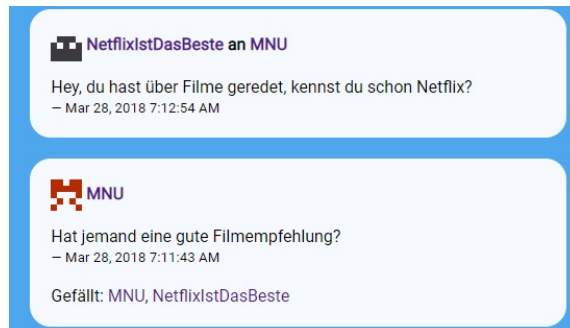 NetflixIstDasBeste an MNU
Hey, du hast über Filme geredet, kennst du schon Netflix?
— Mar 28, 2018 7:12:54 AM
MNU
Hat jemand eine gute Filmempfehlung?
— Mar 28, 2018 7:11:43 AM
Gefällt: MNU, NetflixIstDasBeste